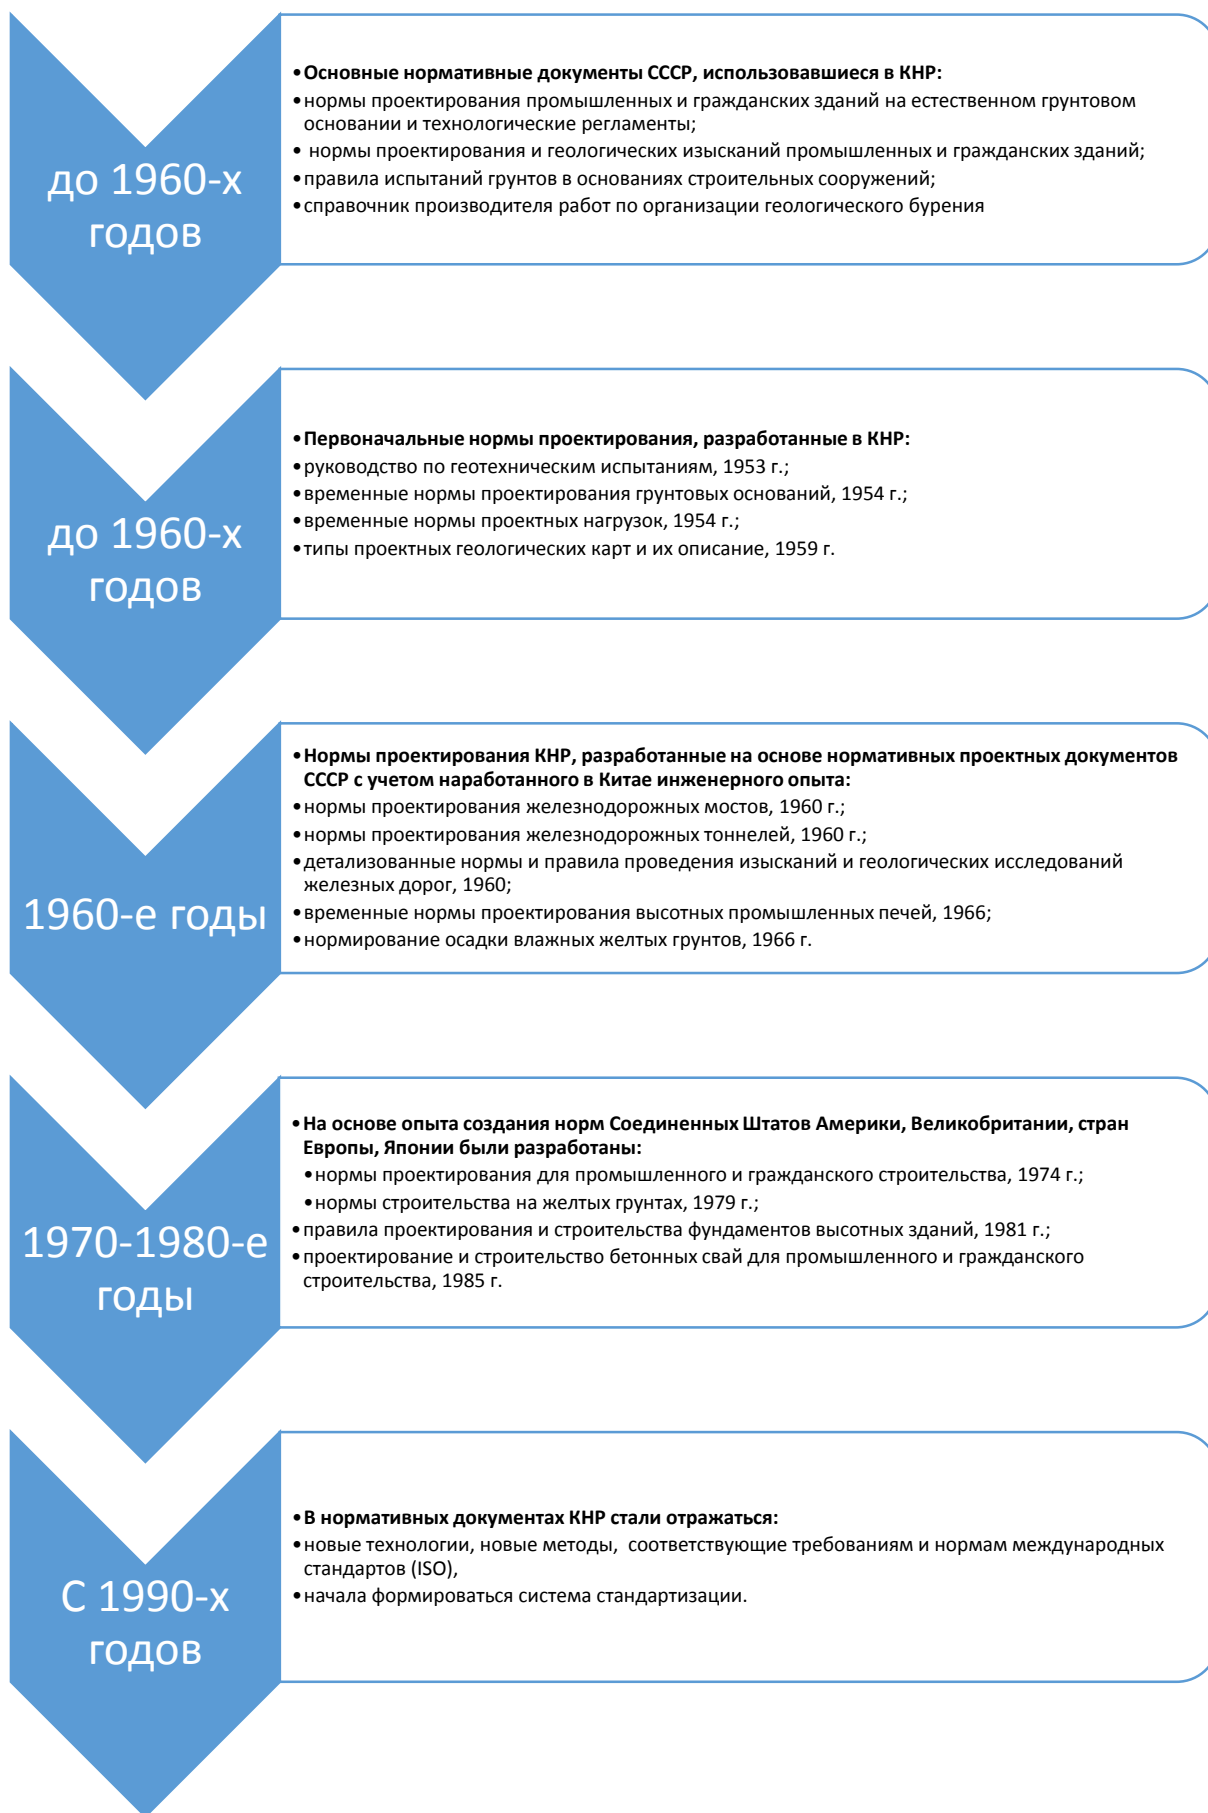 до 1960-х
годов
•Основные нормативные документы СССР, использовавшиеся в КНР:
•нормы проектирования промышленных и гражданских зданий на естественном грунтовом
основании и технологические регламенты;
• нормы проектирования и геологических изысканий промышленных и гражданских зданий;
•правила испытаний грунтов в основаниях строительных сооружений;
•справочник производителя работ по организации геологического бурения
до 1960-х
годов
•Первоначальные нормы проектирования, разработанные в КНР:
•руководство по геотехническим испытаниям, 1953 г.;
•временные нормы проектирования грунтовых оснований, 1954 г.;
•временные нормы проектных нагрузок, 1954 г.;
•типы проектных геологических карт и их описание, 1959 г.
1960-е годы
•Нормы проектирования КНР, разработанные на основе нормативных проектных документов
СССР с учетом наработанного в Китае инженерного опыта:
•нормы проектирования железнодорожных мостов, 1960 г.;
•нормы проектирования железнодорожных тоннелей, 1960 г.;
•детализованные нормы и правила проведения изысканий и геологических исследований
железных дорог, 1960;
•временные нормы проектирования высотных промышленных печей, 1966;
•нормирование осадки влажных желтых грунтов, 1966 г.
1970-1980-е
годы
•На основе опыта создания норм Соединенных Штатов Америки, Великобритании, стран
Европы, Японии были разработаны:
•нормы проектирования для промышленного и гражданского строительства, 1974 г.;
•нормы строительства на желтых грунтах, 1979 г.;
•правила проектирования и строительства фундаментов высотных зданий, 1981 г.;
•проектирование и строительство бетонных свай для промышленного и гражданского
строительства, 1985 г.
С 1990-х
годов
•В нормативных документах КНР стали отражаться:
•новые технологии, новые методы,  соответствующие требованиям и нормам международных
стандартов (ISO),
•начала формироваться система стандартизации.